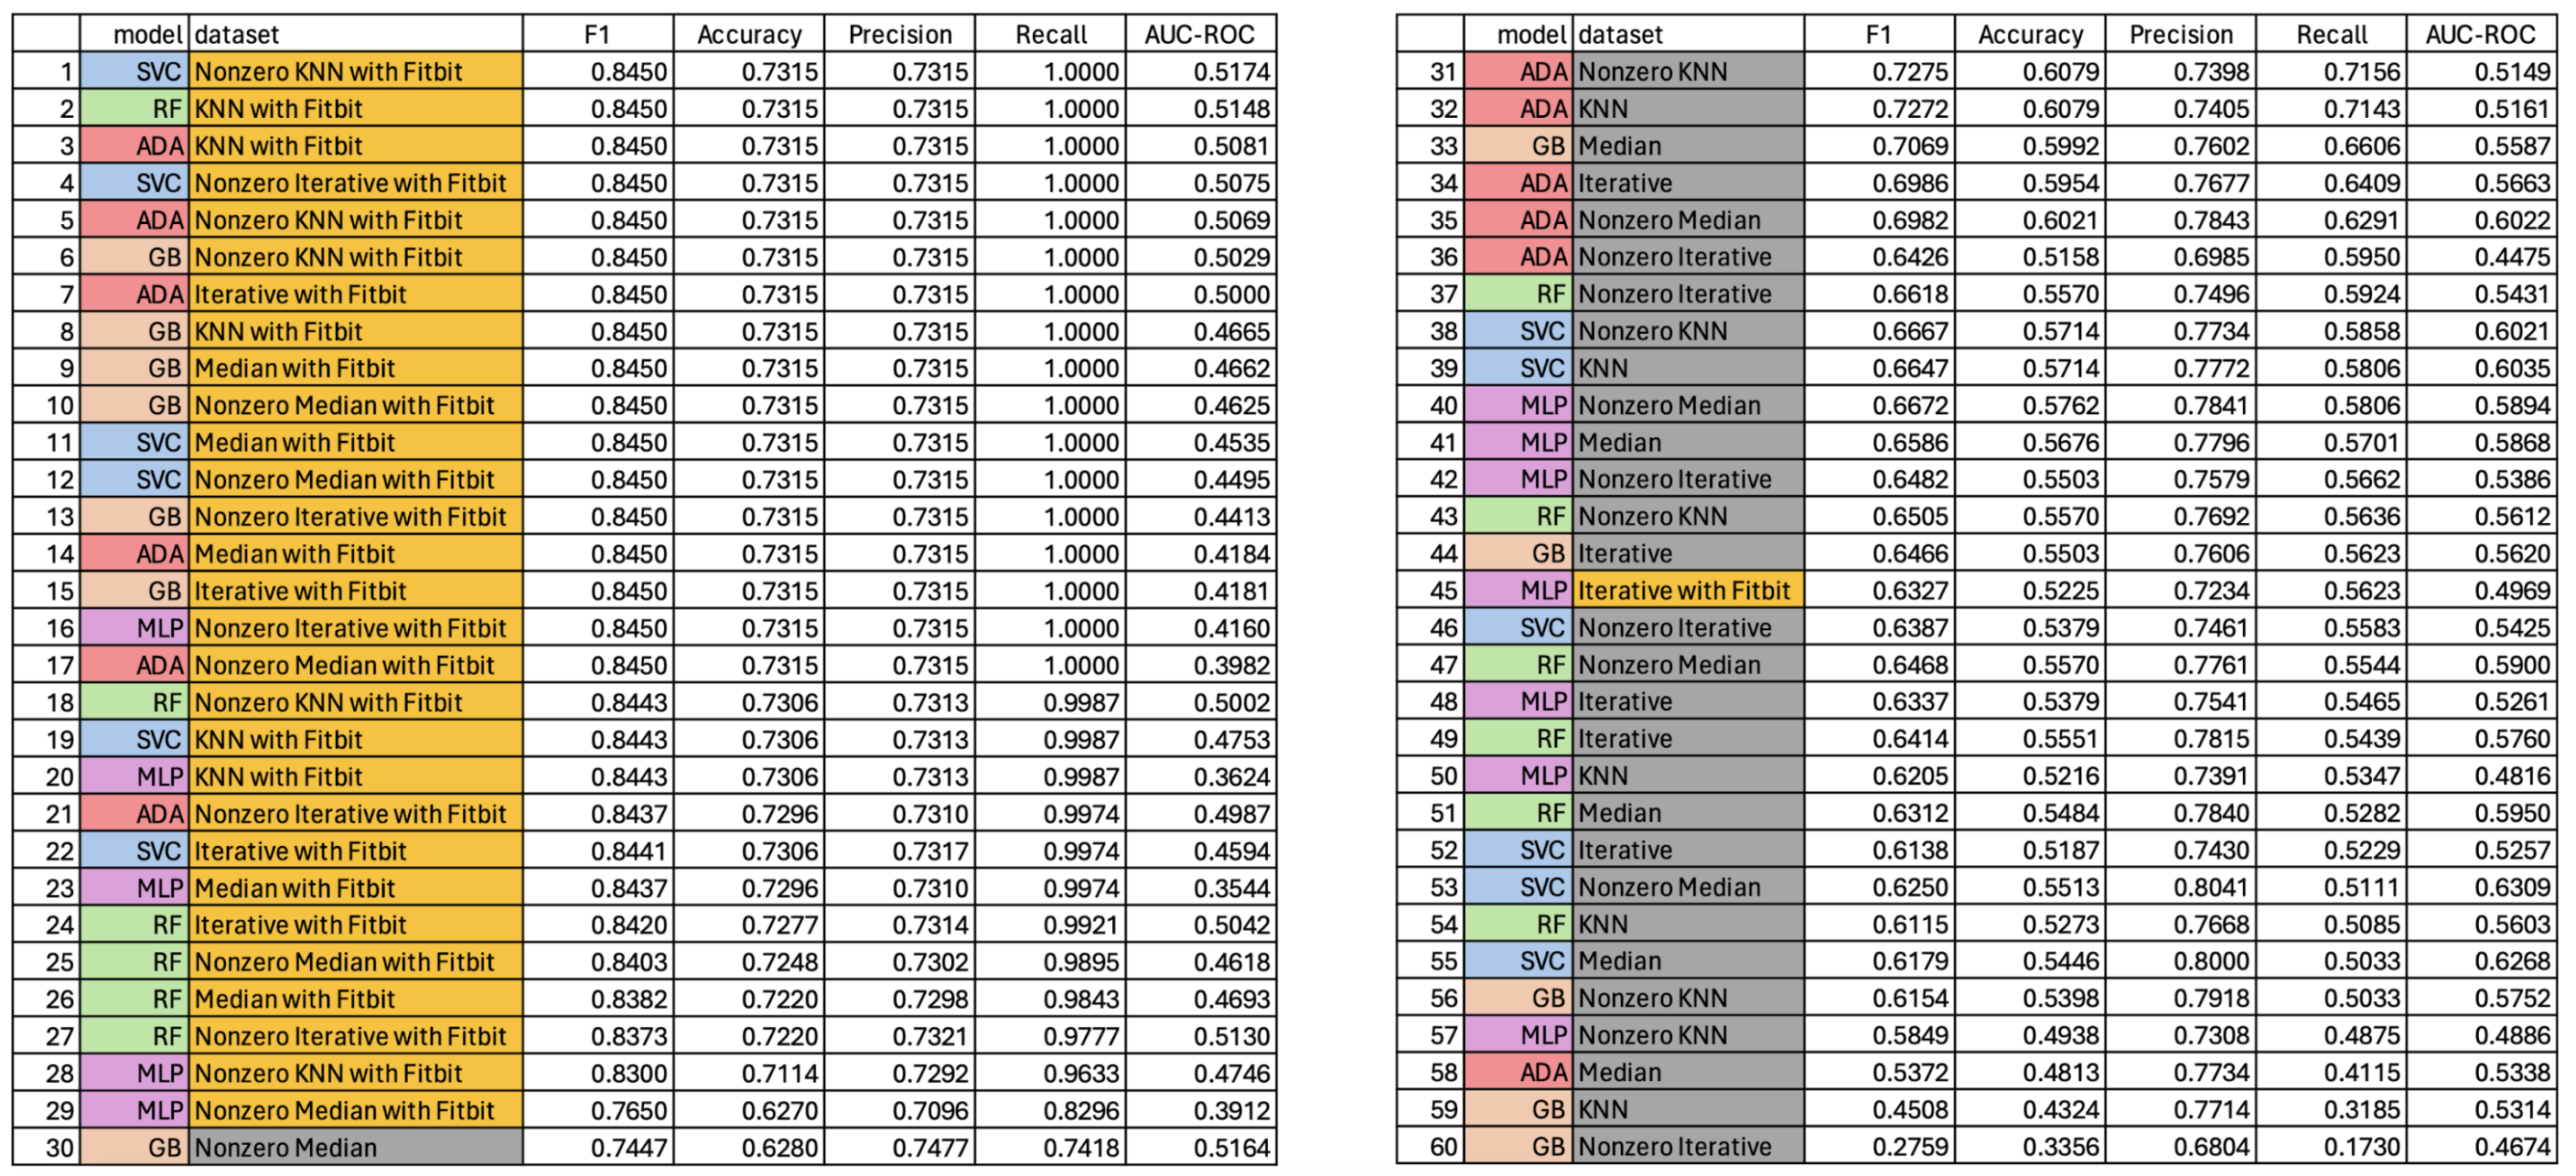 model dataset F1 Accuracy Precision Recall AUC-ROC
1 SVC Nonzero KNN with Fitbit 0.8450 0.7315 0.7315 1.0000 0.5174
2 RF KNN with Fitbit 0.8450 0.7315 0.7315 1.0000 0.5148
3 ADA KNN with Fitbit 0.8450 0.7315 0.7315 1.0000 0.5081
4 SVC Nonzero Iterative with Fitbit 0.8450 0.7315 0.7315 1.0000 0.5075
5 ADA Nonzero KNN with Fitbit 0.8450 0.7315 0.7315 1.0000 0.5069
6 GB Nonzero KNN with Fitbit 0.8450 0.7315 0.7315 1.0000 0.5029
7 ADA Iterative with Fitbit 0.8450 0.7315 0.7315 1.0000 0.5000
8 GB KNN with Fitbit 0.8450 0.7315 0.7315 1.0000 0.4665
9 GB Median with Fitbit 0.8450 0.7315 0.7315 1.0000 0.4662
10 GB Nonzero Median with Fitbit 0.8450 0.7315 0.7315 1.0000 0.4625
11 SVC Median with Fitbit 0.8450 0.7315 0.7315 1.0000 0.4535
12 SVC Nonzero Median with Fitbit 0.8450 0.7315 0.7315 1.0000 0.4495
13 GB Nonzero Iterative with Fitbit 0.8450 0.7315 0.7315 1.0000 0.4413
14 ADA Median with Fitbit 0.8450 0.7315 0.7315 1.0000 0.4184
15 GB Iterative with Fitbit 0.8450 0.7315 0.7315 1.0000 0.4181
16 MLP Nonzero Iterative with Fitbit 0.8450 0.7315 0.7315 1.0000 0.4160
17 ADA Nonzero Median with Fitbit 0.8450 0.7315 0.7315 1.0000 0.3982
18 RF Nonzero KNN with Fitbit 0.8443 0.7306 0.7313 0.9987 0.5002
19 SVC KNN with Fitbit 0.8443 0.7306 0.7313 0.9987 0.4753
20 MLP KNN with Fitbit 0.8443 0.7306 0.7313 0.9987 0.3624
21 ADA Nonzero Iterative with Fitbit 0.8437 0.7296 0.7310 0.9974 0.4987
22 SVC Iterative with Fitbit 0.8441 0.7306 0.7317 0.9974 0.4594
23 MLP Median with Fitbit 0.8437 0.7296 0.7310 0.9974 0.3544
24 RF Iterative with Fitbit 0.8420 0.7277 0.7314 0.9921 0.5042
25 RF Nonzero Median with Fitbit 0.8403 0.7248 0.7302 0.9895 0.4618
26 RF Median with Fitbit 0.8382 0.7220 0.7298 0.9843 0.4693
27 RF Nonzero Iterative with Fitbit 0.8373 0.7220 0.7321 0.9777 0.5130
28 MLP Nonzero KNN with Fitbit 0.8300 0.7114 0.7292 0.9633 0.4746
29 MLP Nonzero Median with Fitbit 0.7650 0.6270 0.7096 0.8296 0.3912
30 GB Nonzero Median 0.7447 0.6280 0.7477 0.7418 0.5164
model dataset F1 Accuracy Precision Recall AUC-ROC
31 ADA Nonzero KNN 0.7275 0.6079 0.7398 0.7156 0.5149
32 ADA KNN 0.7272 0.6079 0.7405 0.7143 0.5161
33 GB Median 0.7069 0.5992 0.7602 0.6606 0.5587
34 ADA Iterative 0.6986 0.5954 0.7677 0.6409 0.5663
35 ADA Nonzero Median 0.6982 0.6021 0.7843 0.6291 0.6022
36 ADA Nonzero Iterative 0.6426 0.5158 0.6985 0.5950 0.4475
37 RF Nonzero Iterative 0.6618 0.5570 0.7496 0.5924 0.5431
38 SVC Nonzero KNN 0.6667 0.5714 0.7734 0.5858 0.6021
39 SVC KNN 0.6647 0.5714 0.7772 0.5806 0.6035
40 MLP Nonzero Median 0.6672 0.5762 0.7841 0.5806 0.5894
41 MLP Median 0.6586 0.5676 0.7796 0.5701 0.5868
42 MLP Nonzero Iterative 0.6482 0.5503 0.7579 0.5662 0.5386
43 RF Nonzero KNN 0.6505 0.5570 0.7692 0.5636 0.5612
44 GB Iterative 0.6466 0.5503 0.7606 0.5623 0.5620
45 MLP Iterative with Fitbit 0.6327 0.5225 0.7234 0.5623 0.4969
46 SVC Nonzero Iterative 0.6387 0.5379 0.7461 0.5583 0.5425
47 RF Nonzero Median 0.6468 0.5570 0.7761 0.5544 0.5900
48 MLP Iterative 0.6337 0.5379 0.7541 0.5465 0.5261
49 RF Iterative 0.6414 0.5551 0.7815 0.5439 0.5760
50 MLP KNN 0.6205 0.5216 0.7391 0.5347 0.4816
51 RF Median 0.6312 0.5484 0.7840 0.5282 0.5950
52 SVC Iterative 0.6138 0.5187 0.7430 0.5229 0.5257
53 SVC Nonzero Median 0.6250 0.5513 0.8041 0.5111 0.6309
54 RF KNN 0.6115 0.5273 0.7668 0.5085 0.5603
55 SVC Median 0.6179 0.5446 0.8000 0.5033 0.6268
56 GB Nonzero KNN 0.6154 0.5398 0.7918 0.5033 0.5752
57 MLP Nonzero KNN 0.5849 0.4938 0.7308 0.4875 0.4886
58 ADA Median 0.5372 0.4813 0.7734 0.4115 0.5338
59 GB KNN 0.4508 0.4324 0.7714 0.3185 0.5314
60 GB Nonzero Iterative 0.2759 0.3356 0.6804 0.1730 0.4674